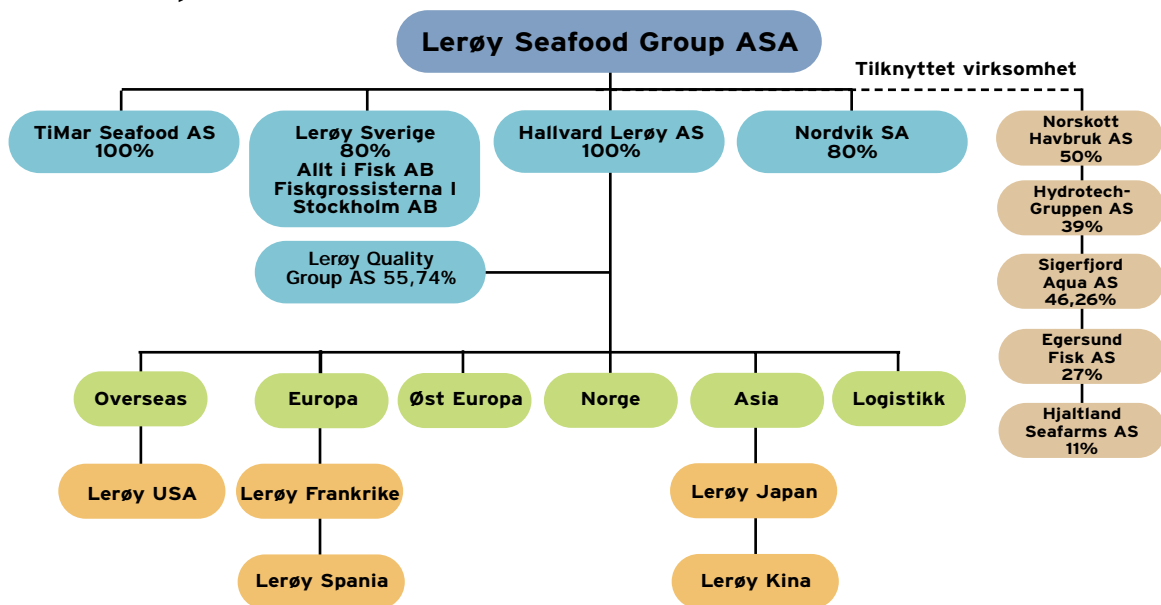 Lerøy Seafood Group ASA
Tilknyttet virksomhet
TiMar Seafood AS
100%
Lerøy Sverige
80%
Allt i Fisk AB
Fiskgrossisterna I
Stockholm AB
Hallvard Lerøy AS
100%
Nordvik SA
80%
Norskott
Havbruk AS
50%
Hydrotech-
Gruppen AS
39%
Sigerfjord
Aqua AS
46,26%
Egersund
Fisk AS
27%
Hjaltland
Seafarms AS
11%
Lerøy Quality
Group AS 55,74%
Overseas
Europa
Øst Europa
Norge
Asia
Logistikk
Lerøy USA
Lerøy Frankrike
Lerøy Japan
Lerøy Spania
Lerøy Kina